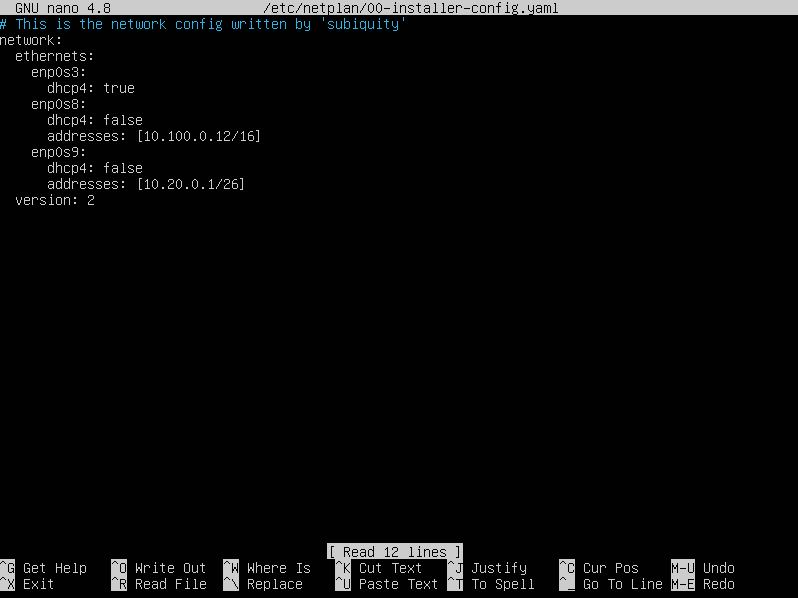 GNU nano 4.8 /etc/netplan/00-installer-config.yaml
# This is the network config written by 'subiquity'
network:
  ethernets:
    enp0s3:
      dhcp4: true
    enp0s8:
      dhcp4: false
      addresses: [10.100.0.12/16]
    enp0s9:
      dhcp4: false
      addresses: [10.20.0.1/26]
  version: 2
[ Read 12 lines ]
^G Get Help ^O Write Out ^W Where Is ^K Cut Text ^J Justify ^C Cur Pos M-U Undo
^X Exit ^R Read File ^\ Replace ^U Paste Text ^T To Spell ^_ Go To Line M-E Redo